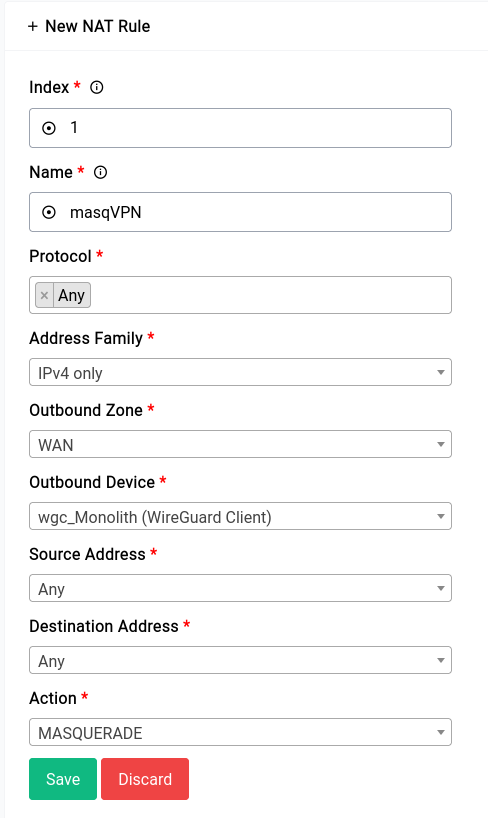 + New NAT Rule
Index *
1
Name *
masqVPN
Protocol *
× Any
Address Family *
IPv4 only
Outbound Zone *
WAN
Outbound Device *
wgc_Monolith (WireGuard Client)
Source Address *
Any
Destination Address *
Any
Action *
MASQUERADE
Save Discard